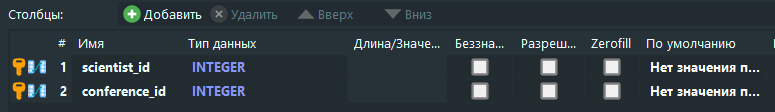 Столбцы: Добавить Удалить Вверх Вниз
# Имя Тип данных Длина/Значе... Беззна... Разреш... Zerofill По умолчанию
1 scientist_id INTEGER Нет значения п...
2 conference_id INTEGER Нет значения п...